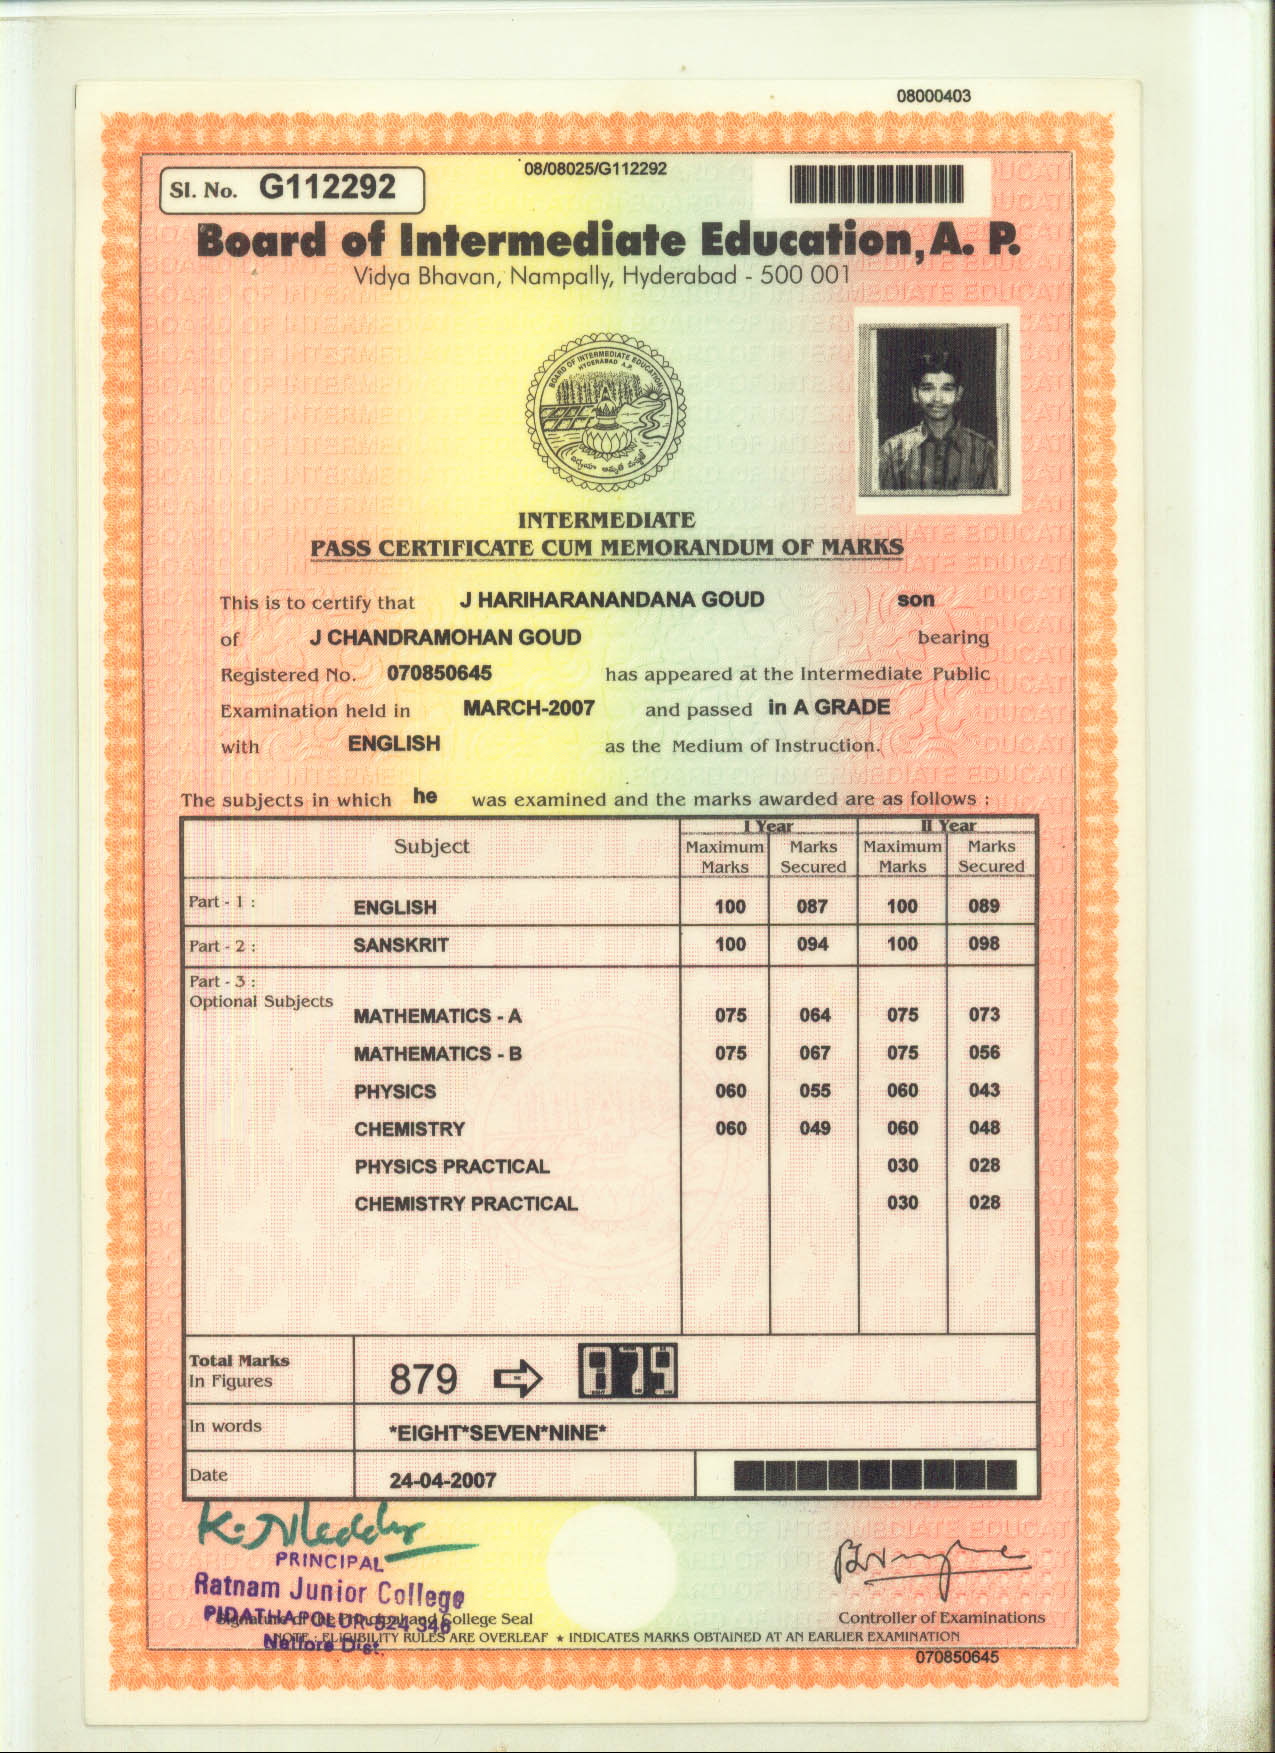 08000403
08/08025/G112292
Sl. No. G112292
Board of Intermediate Education, A. P.
Vidya Bhavan, Nampally, Hyderabad - 500 001
BOARD OF INTERMEDIATE EDUCATION
HYDERABAD A.P.
INTERMEDIATE
PASS CERTIFICATE CUM MEMORANDUM OF MARKS
This is to certify that J HARIHARANANDANA GOUD son
of J CHANDRAMOHAN GOUD bearing
Registered No. 070850645 has appeared at the Intermediate Public
Examination held in MARCH-2007 and passed in A GRADE
with ENGLISH as the Medium of Instruction.
The subjects in which he was examined and the marks awarded are as follows :
Subject I Year II Year
Maximum Marks Marks Secured Maximum Marks Marks Secured
Part - 1 : ENGLISH 100 087 100 089
Part - 2 : SANSKRIT 100 094 100 098
Part - 3 :
Optional Subjects
MATHEMATICS - A 075 064 075 073
MATHEMATICS - B 075 067 075 056
PHYSICS 060 055 060 043
CHEMISTRY 060 049 060 048
PHYSICS PRACTICAL 030 028
CHEMISTRY PRACTICAL 030 028
Total Marks
In Figures 879 879
In words *EIGHT*SEVEN*NINE*
Date 24-04-2007
PRINCIPAL
Ratnam Junior College
PIDATHAPOLUR-524 346
Nellore Dist.
Signature of the Principal and College Seal
Controller of Examinations
NOTE : ELIGIBILITY RULES ARE OVERLEAF ★ INDICATES MARKS OBTAINED AT AN EARLIER EXAMINATION
070850645